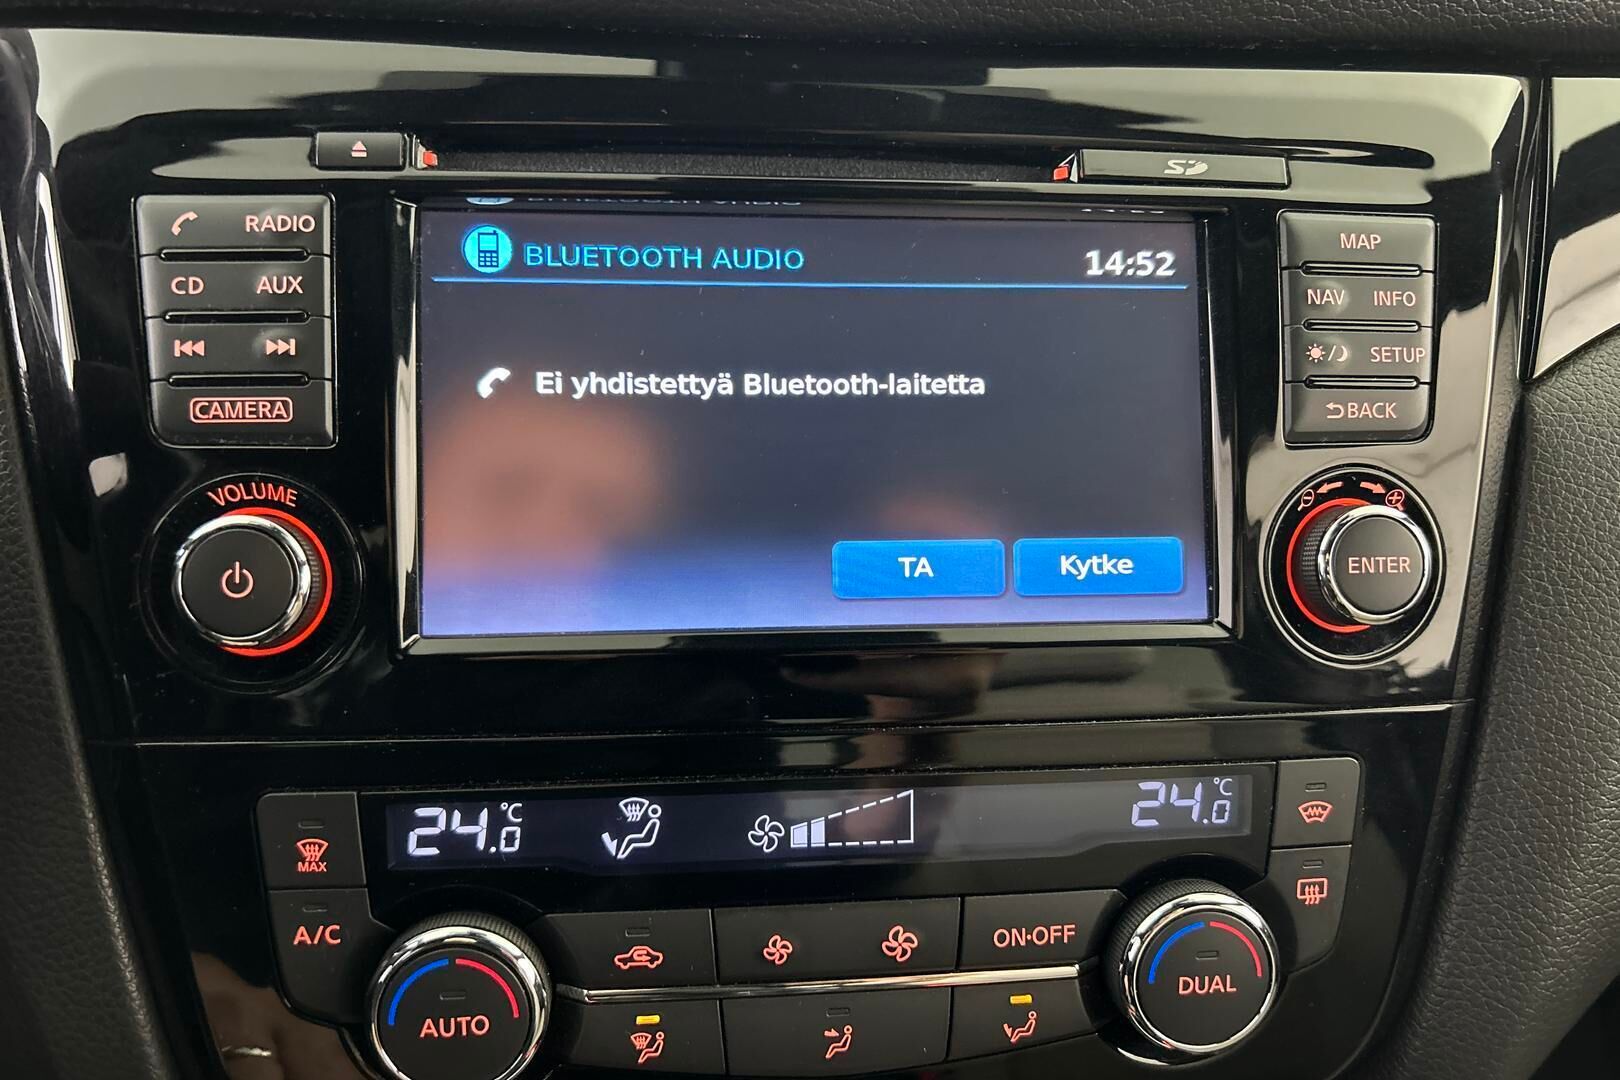 RADIO
CD AUX
CAMERA
VOLUME
SD
BLUETOOTH AUDIO 14:52
Ei yhdistettyä Bluetooth-laitetta
TA Kytke
MAP
NAV INFO
SETUP
BACK
ENTER
24.0 °C 24.0 °C
MAX
A/C
ON·OFF
AUTO
DUAL